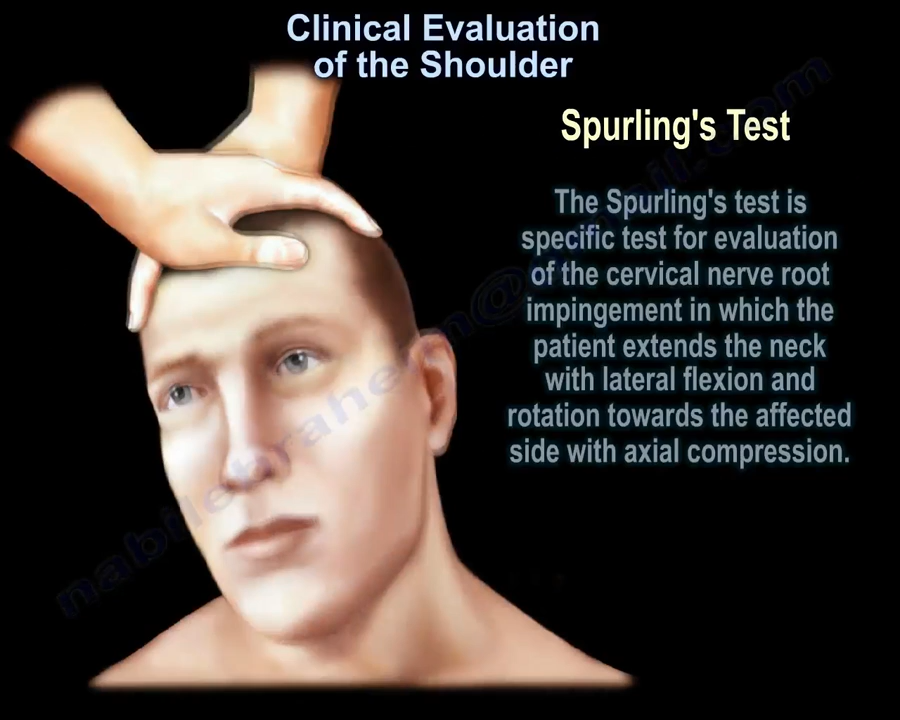 Clinical Evaluation
of the Shoulder
Spurling's Test
The Spurling's test is
specific test for evaluation
of the cervical nerve root
impingement in which the
patient extends the neck
with lateral flexion and
rotation towards the affected
side with axial compression.